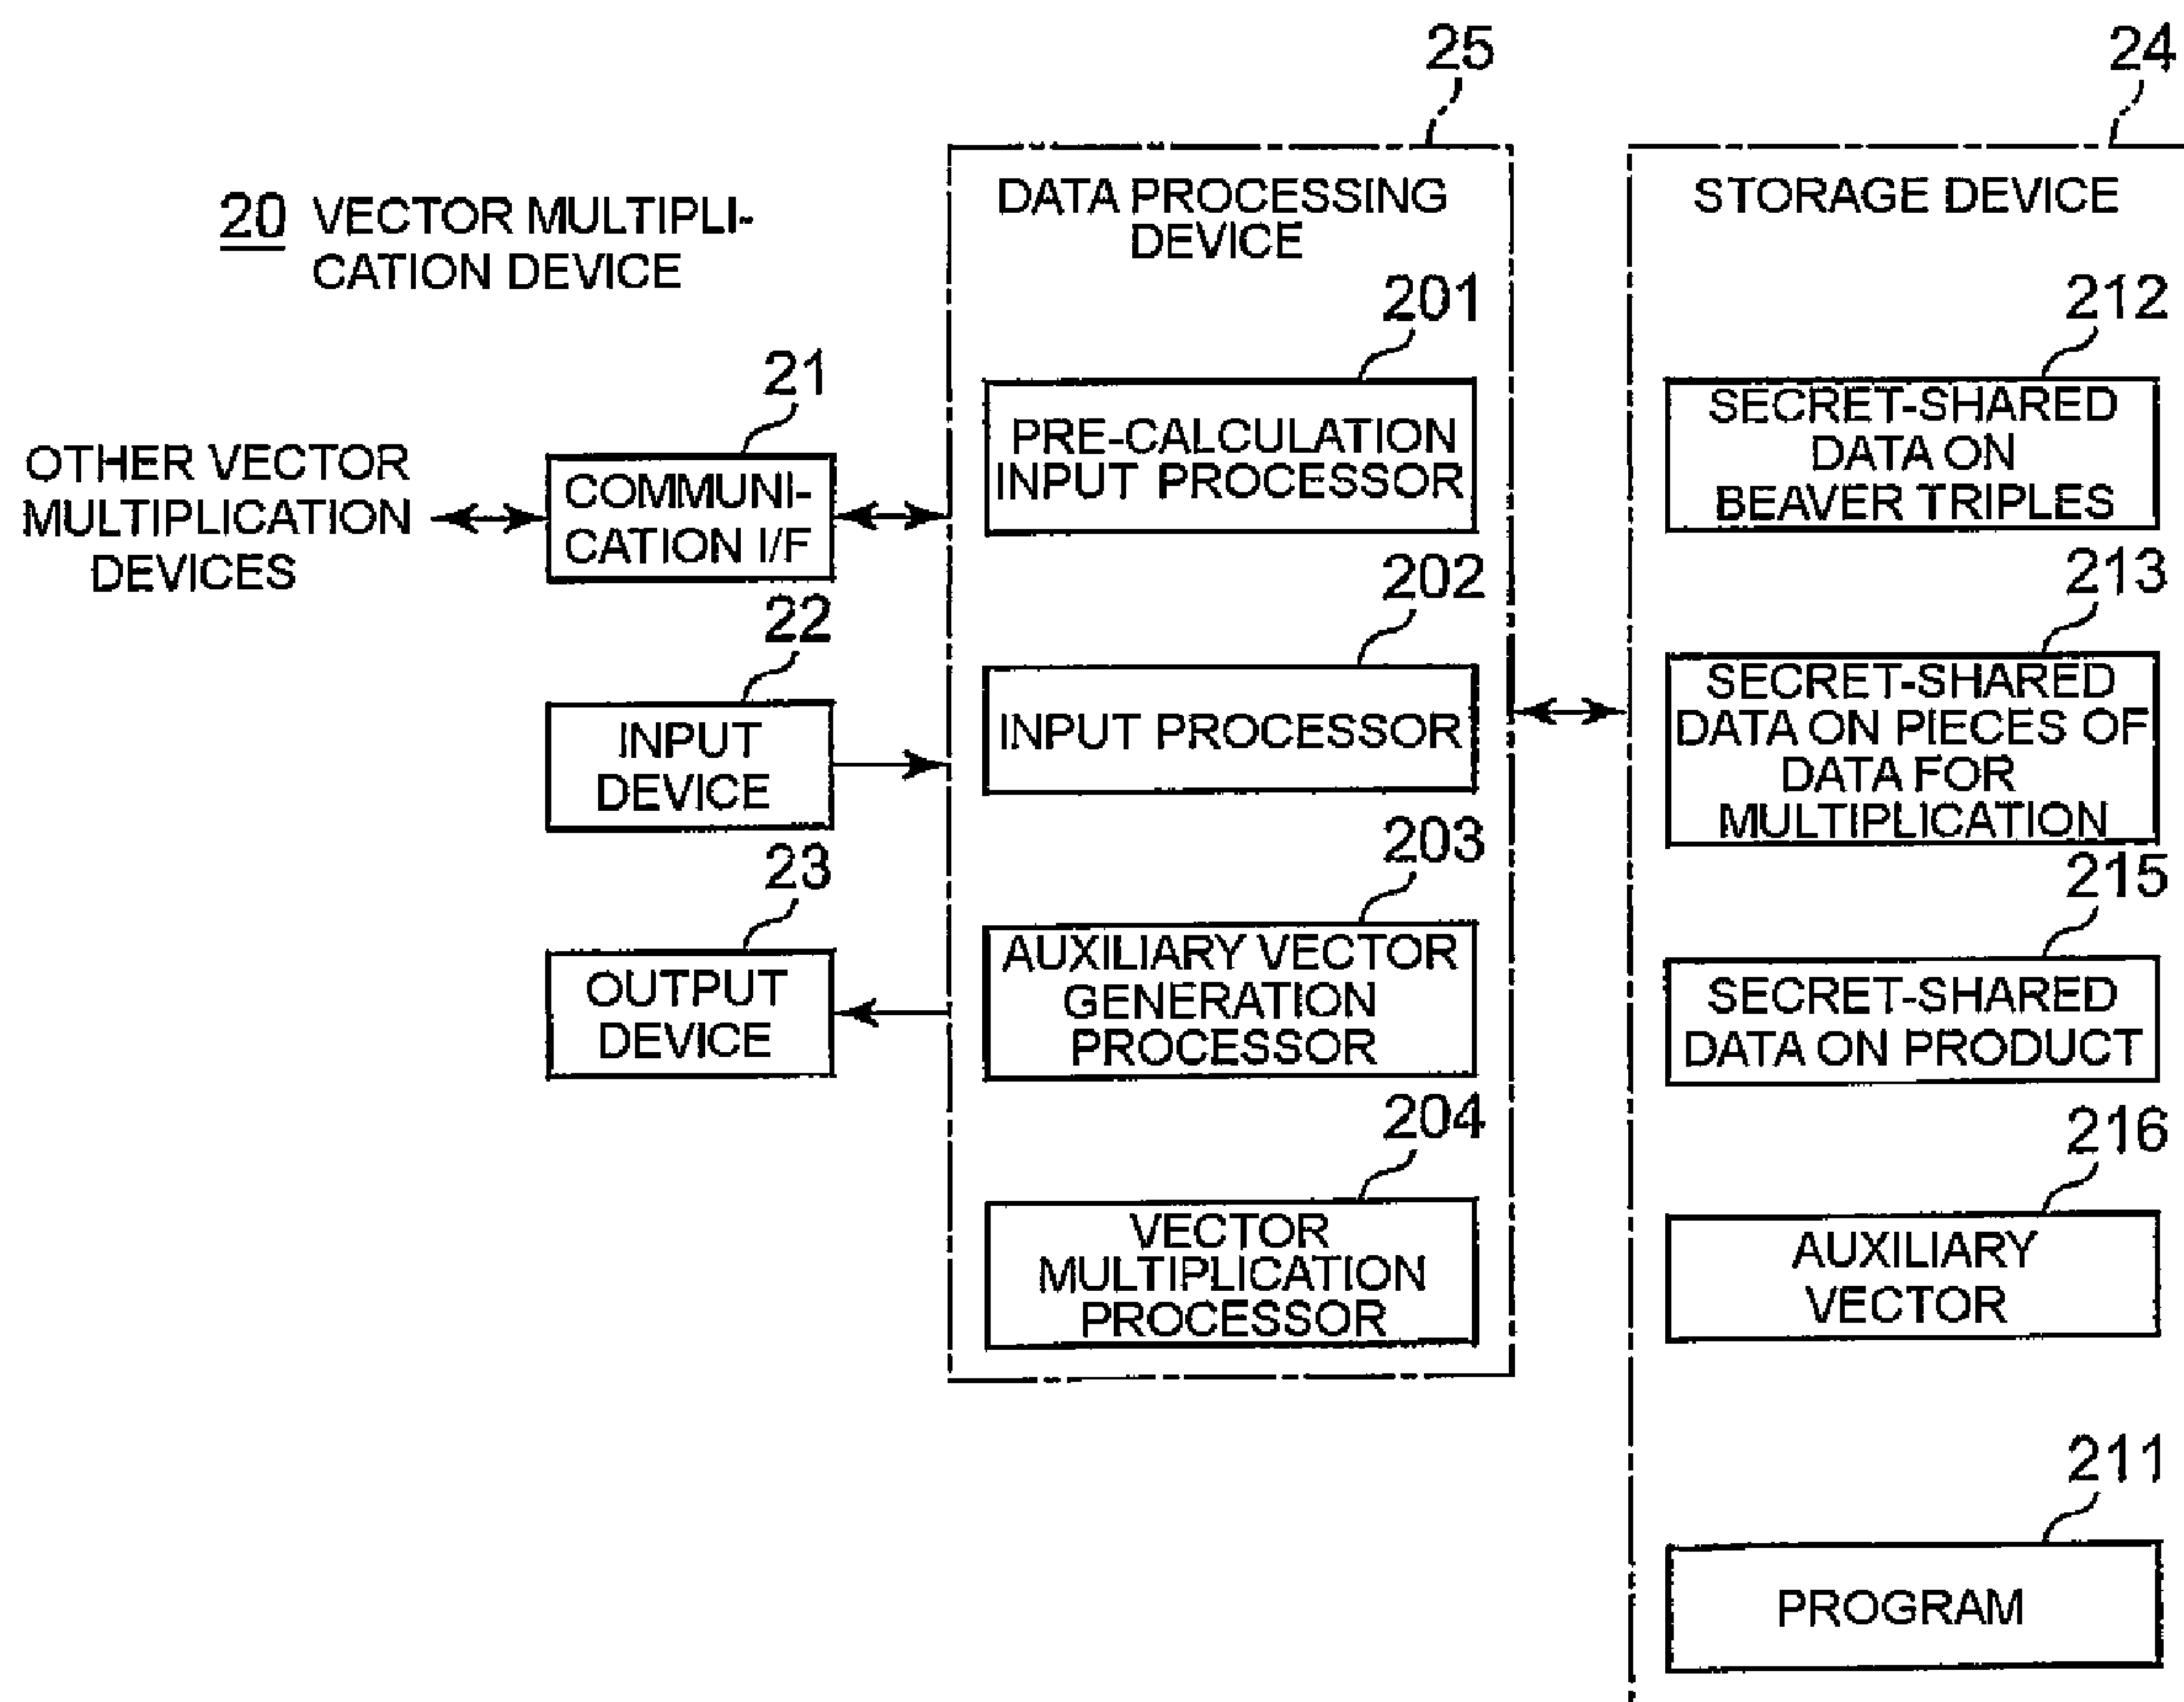 25
24
20 VECTOR MULTIPLI-
CATION DEVICE
DATA PROCESSING
DEVICE
STORAGE DEVICE
OTHER VECTOR
MULTIPLICATION
DEVICES
21
COMMUNI-
CATION I/F
22
INPUT
DEVICE
23
OUTPUT
DEVICE
201
PRE-CALCULATION
INPUT PROCESSOR
202
INPUT PROCESSOR
203
AUXILIARY VECTOR
GENERATION
PROCESSOR
204
VECTOR
MULTIPLICATION
PROCESSOR
212
SECRET-SHARED
DATA ON
BEAVER TRIPLES
213
SECRET-SHARED
DATA ON PIECES OF
DATA FOR
MULTIPLICATION
215
SECRET-SHARED
DATA ON PRODUCT
216
AUXILIARY
VECTOR
211
PROGRAM